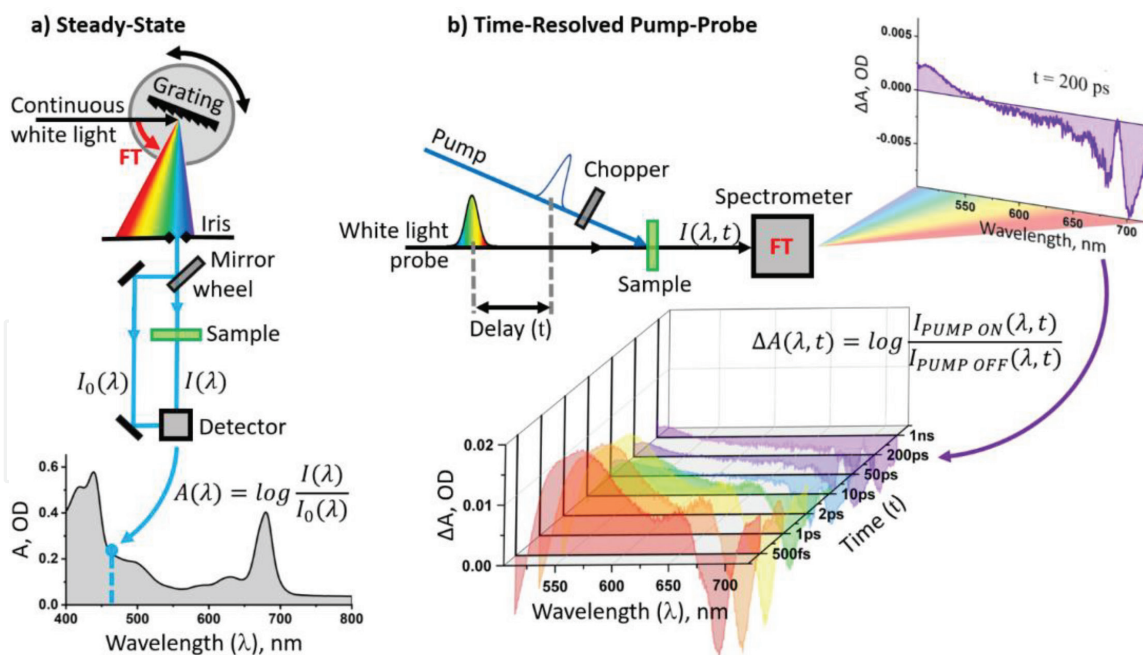 a) Steady-State
Grating
Continuous
white light
FT
Iris
Mirror
wheel
Sample
I₀(λ)
I(λ)
Detector
A(λ) = log I(λ)/I₀(λ)
A, OD
0.6
0.4
0.2
0.0
400 500 600 700 800
Wavelength (λ), nm
b) Time-Resolved Pump-Probe
Pump
Chopper
White light
probe
Delay (t)
Sample
I(λ, t)
Spectrometer
FT
ΔA, OD
0.005
0.000
-0.005
t = 200 ps
550 600 650 700
Wavelength, nm
ΔA(λ, t) = log I_PUMP ON(λ, t)/I_PUMP OFF(λ, t)
ΔA, OD
0.02
0.01
0.00
550 600 650 700
Wavelength (λ), nm
1ns
200ps
50ps
10ps
2ps
1ps
500fs
Time (t)